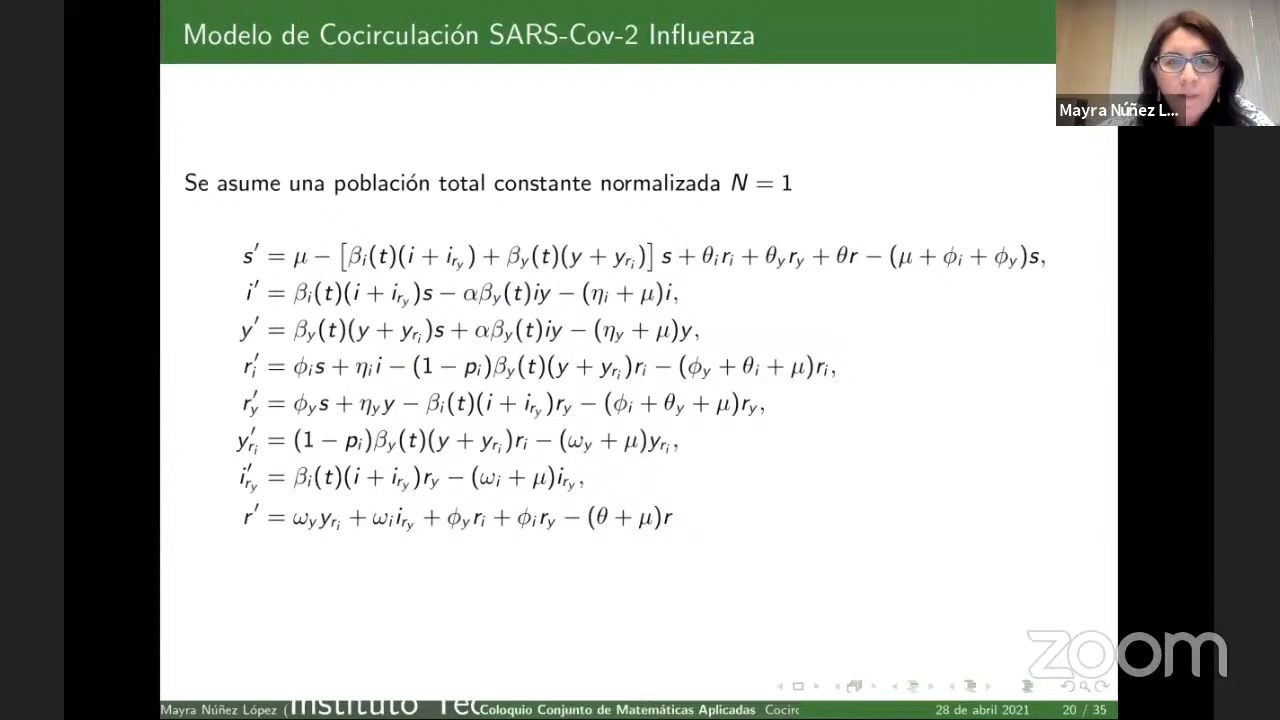 Modelo de Cocirculación SARS-Cov-2 Influenza
Mayra Núñez L...
Se asume una población total constante normalizada N = 1
s′ = μ − [β_i(t)(i + i_{r_y}) + β_y(t)(y + y_{r_i})] s + θ_i r_i + θ_y r_y + θr − (μ + ϕ_i + ϕ_y)s,
i′ = β_i(t)(i + i_{r_y})s − αβ_y(t)iy − (η_i + μ)i,
y′ = β_y(t)(y + y_{r_i})s + αβ_y(t)iy − (η_y + μ)y,
r_i′ = ϕ_i s + η_i i − (1 − p_i)β_y(t)(y + y_{r_i})r_i − (ϕ_y + θ_i + μ)r_i,
r_y′ = ϕ_y s + η_y y − β_i(t)(i + i_{r_y})r_y − (ϕ_i + θ_y + μ)r_y,
y_{r_i}′ = (1 − p_i)β_y(t)(y + y_{r_i})r_i − (ω_y + μ)y_{r_i},
i_{r_y}′ = β_i(t)(i + i_{r_y})r_y − (ω_i + μ)i_{r_y},
r′ = ω_y y_{r_i} + ω_i i_{r_y} + ϕ_y r_i + ϕ_i r_y − (θ + μ)r
zoom
Mayra Núñez López ( Instituto Tec Coloquio Conjunto de Matemáticas Aplicadas Cocirc 28 de abril 2021 20 / 35